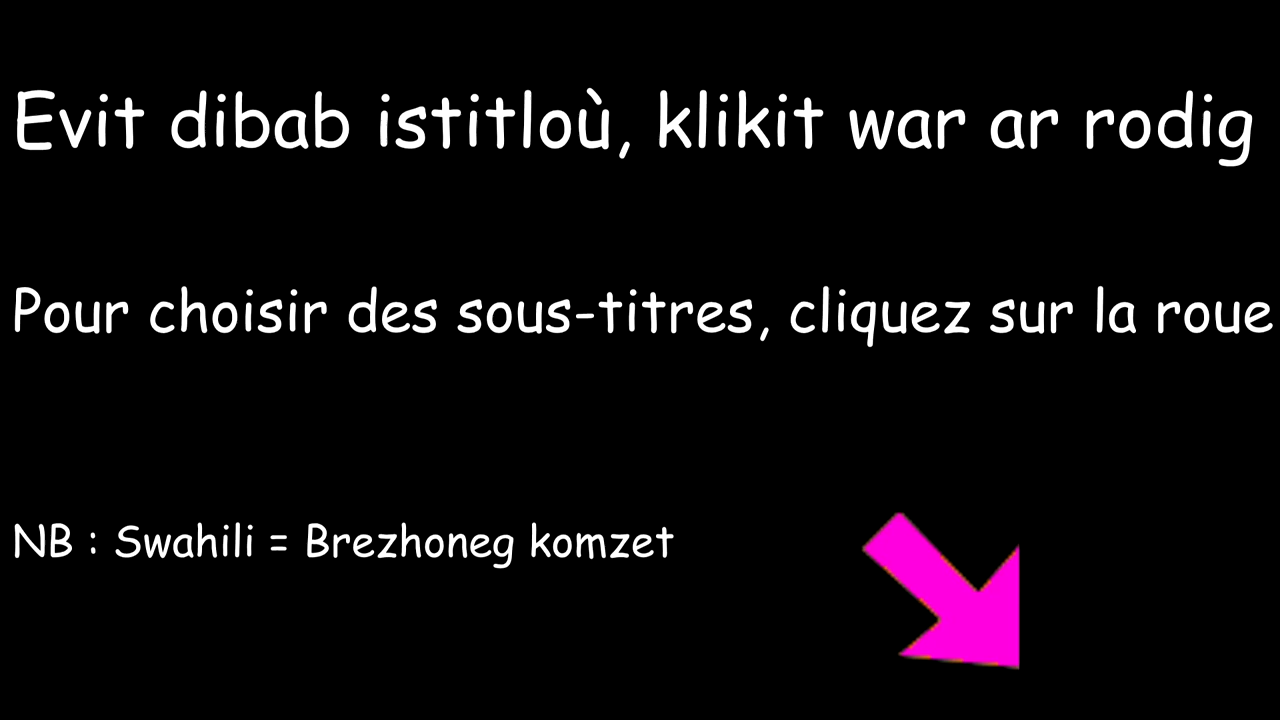 Evit dibab istitloù, klikit war ar rodig
Pour choisir des sous-titres, cliquez sur la roue
NB : Swahili = Brezhoneg komzet